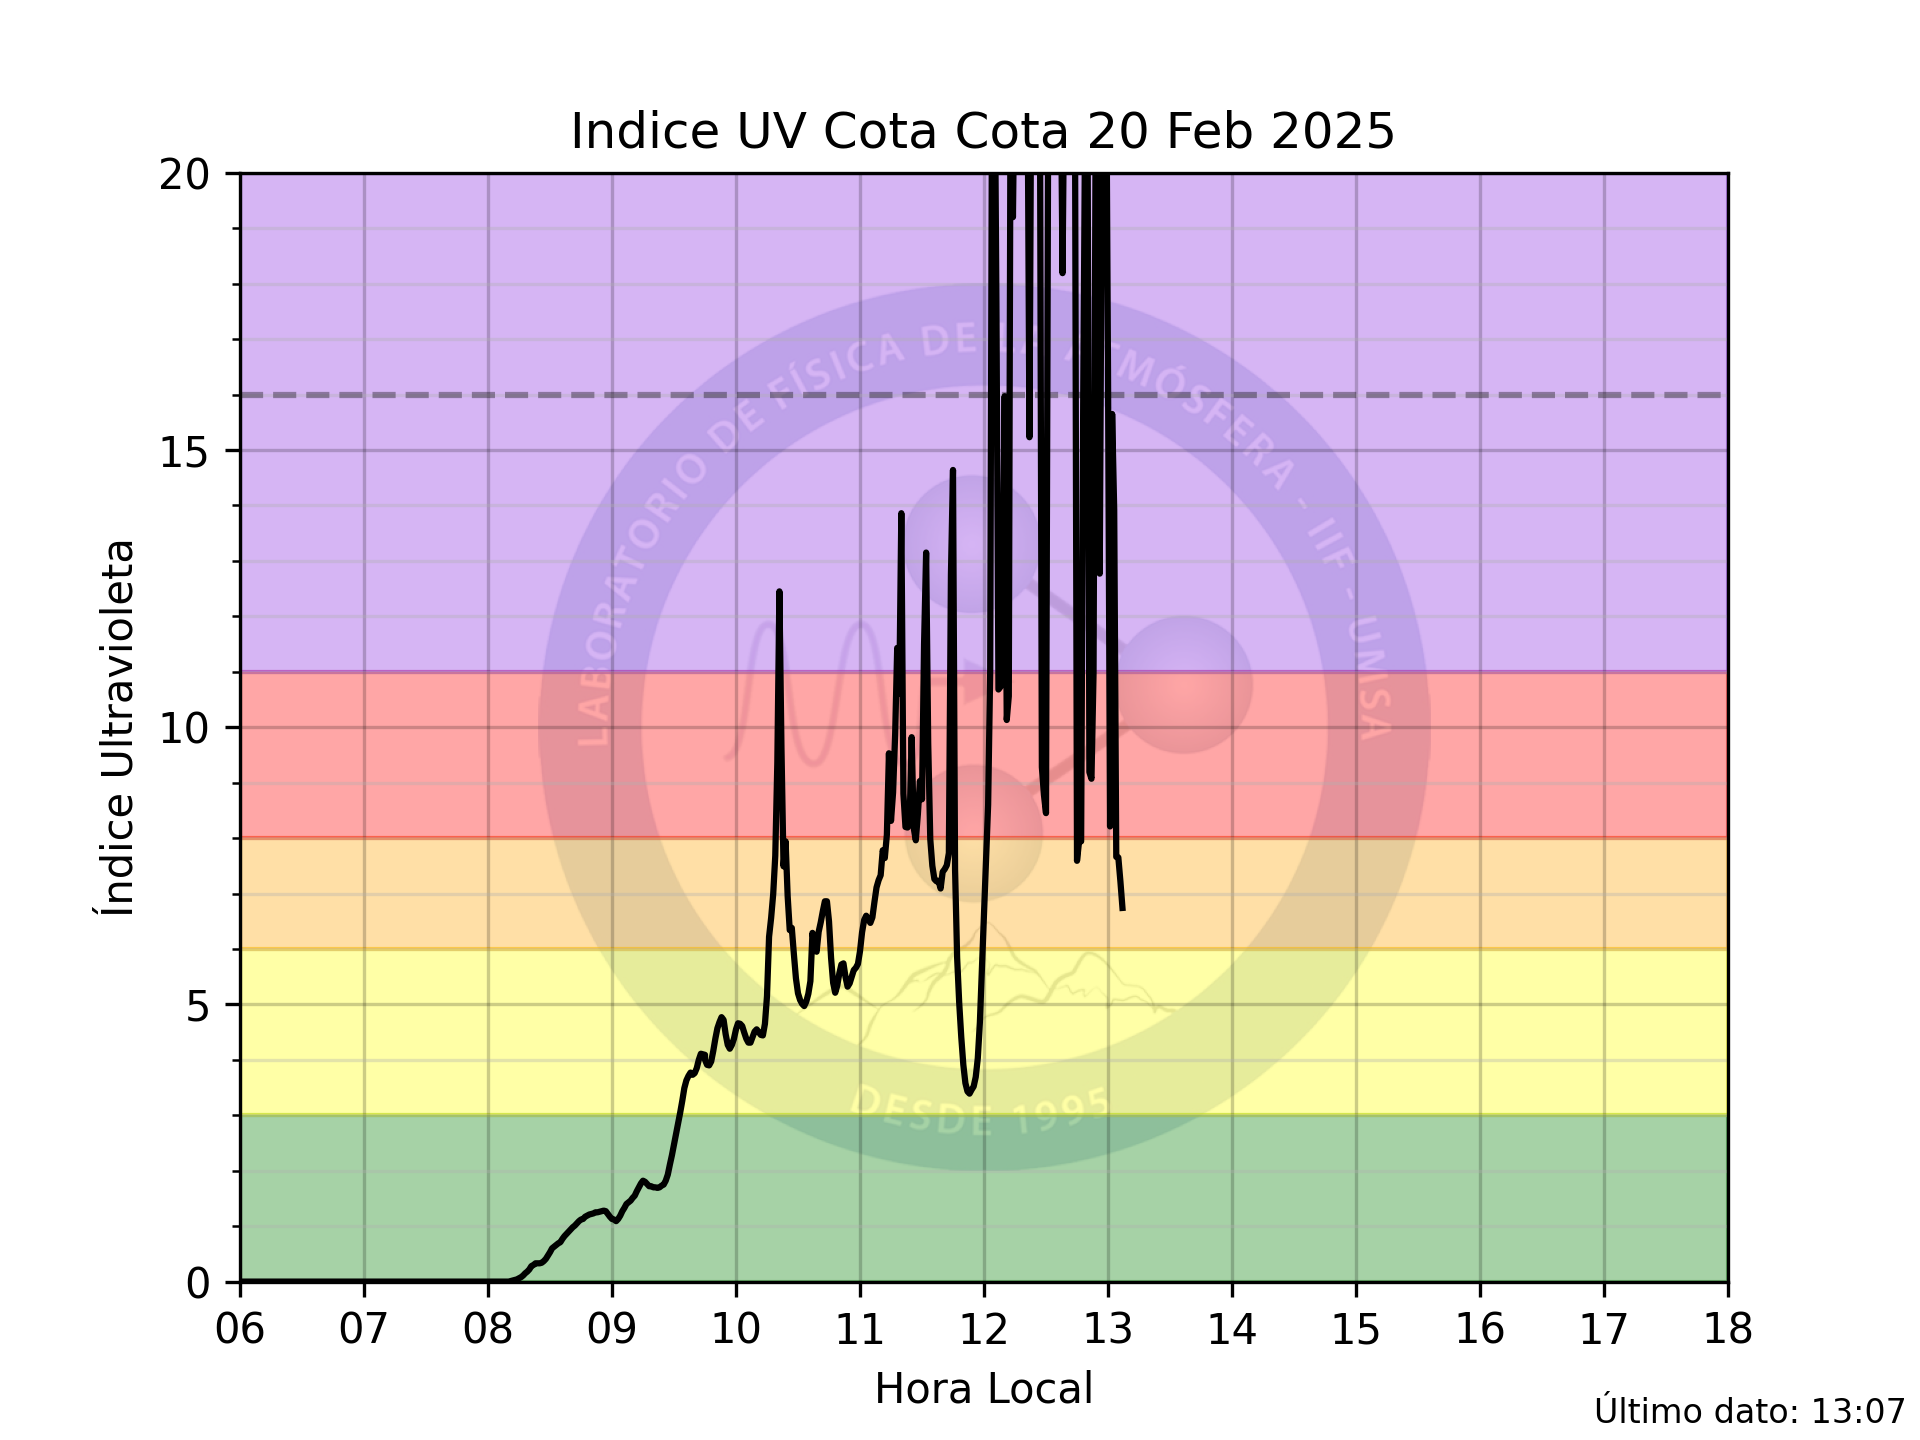 Indice UV Cota Cota 20 Feb 2025
20
15
10
5
0
Índice Ultravioleta
LABORATORIO DE FÍSICA DE LA ATMÓSFERA - IIF - UMSA
DESDE 1995
06 07 08 09 10 11 12 13 14 15 16 17 18
Hora Local
Último dato: 13:07